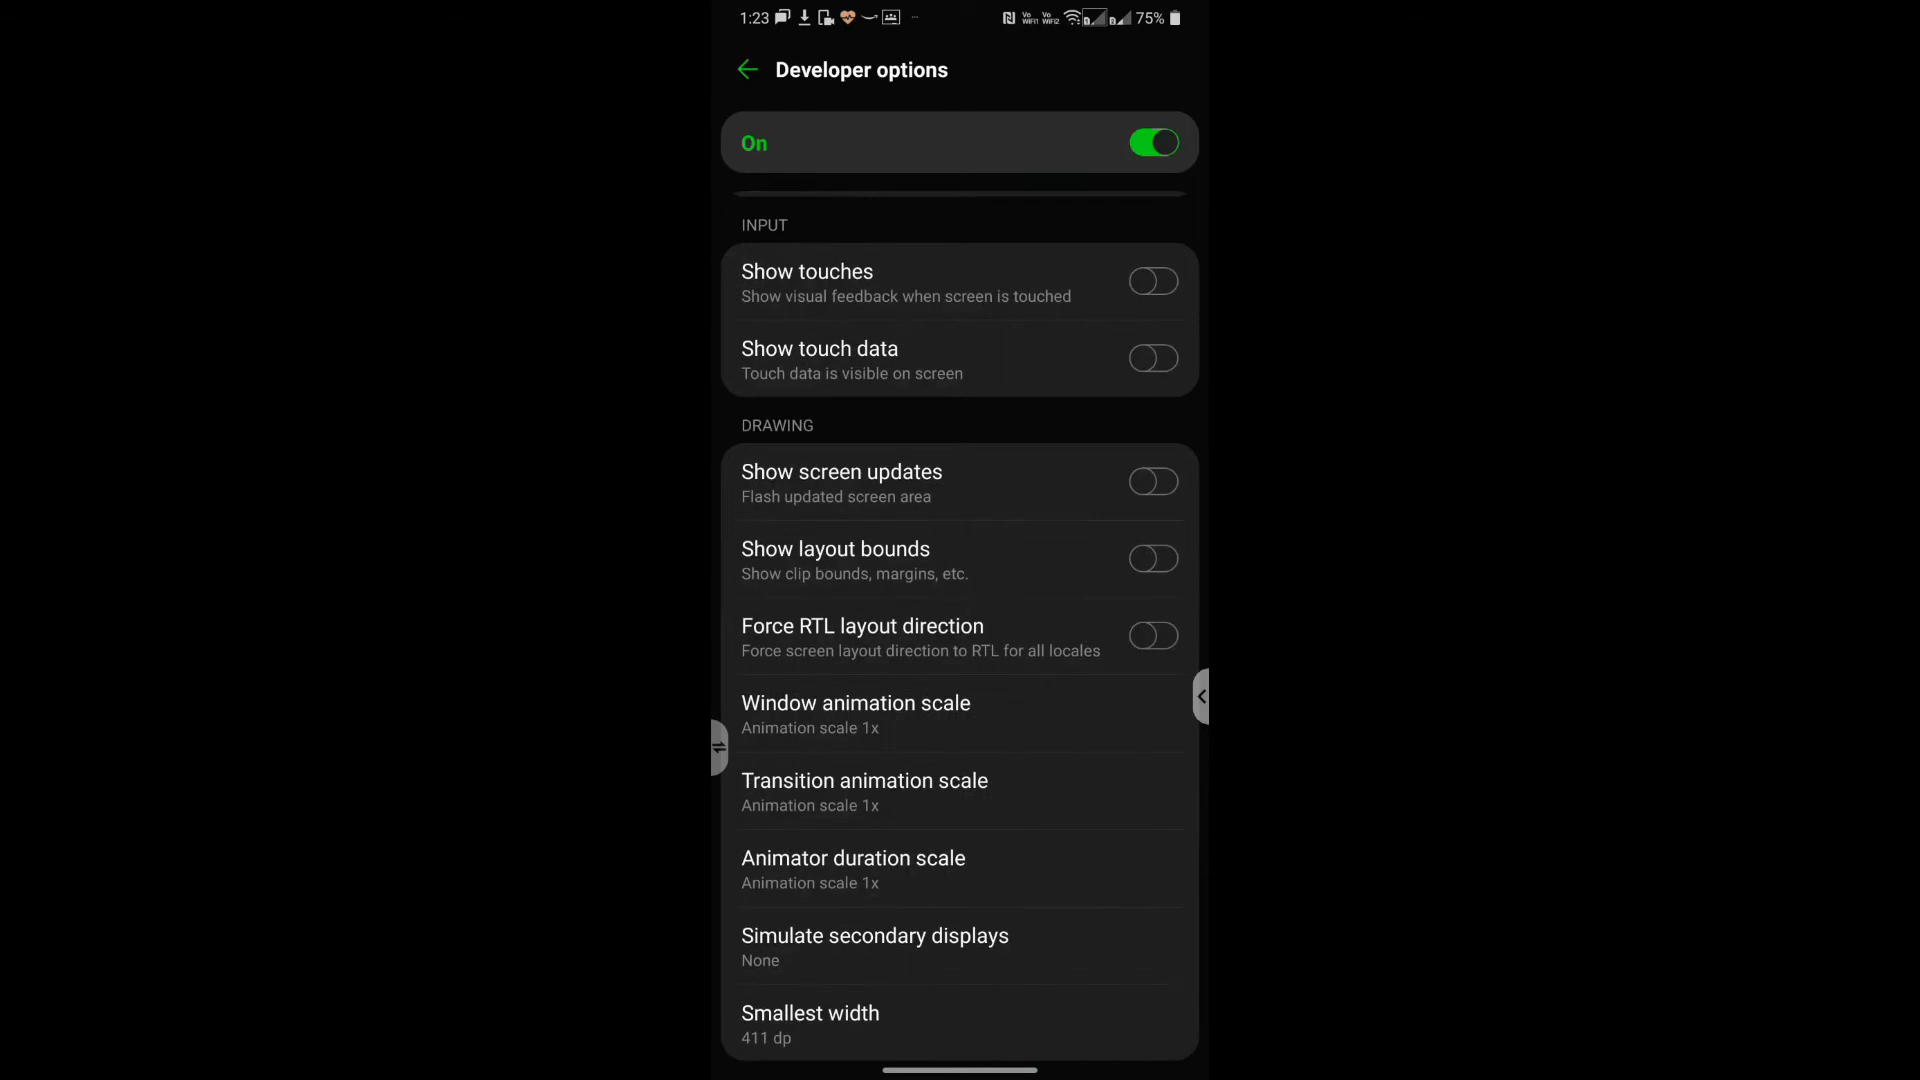 1:23
75%
Developer options
On
INPUT
Show touches
Show visual feedback when screen is touched
Show touch data
Touch data is visible on screen
DRAWING
Show screen updates
Flash updated screen area
Show layout bounds
Show clip bounds, margins, etc.
Force RTL layout direction
Force screen layout direction to RTL for all locales
Window animation scale
Animation scale 1x
Transition animation scale
Animation scale 1x
Animator duration scale
Animation scale 1x
Simulate secondary displays
None
Smallest width
411 dp